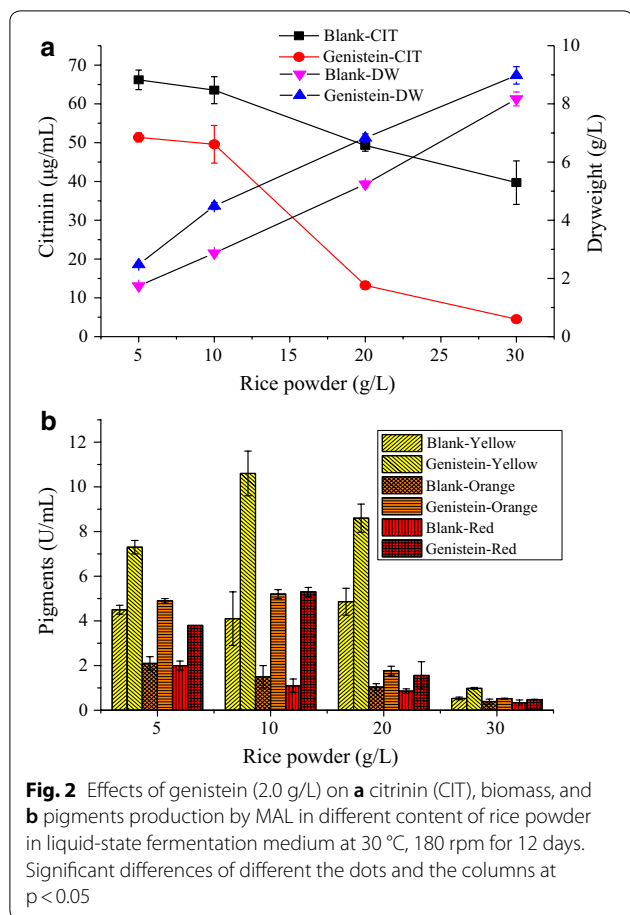 a
Blank-CIT
Genistein-CIT
Blank-DW
Genistein-DW
Citrinin (μg/mL)
70
60
50
40
30
20
10
0
Dryweight (g/L)
10
8
6
4
2
0
5 10 15 20 25 30
Rice powder (g/L)
b
Blank-Yellow
Genistein-Yellow
Blank-Orange
Genistein-Orange
Blank-Red
Genistein-Red
Pigments (U/mL)
12
10
8
6
4
2
0
5 10 20 30
Rice powder (g/L)
Fig. 2 Effects of genistein (2.0 g/L) on a citrinin (CIT), biomass, and
b pigments production by MAL in different content of rice powder
in liquid-state fermentation medium at 30 °C, 180 rpm for 12 days.
Significant differences of different the dots and the columns at
p < 0.05